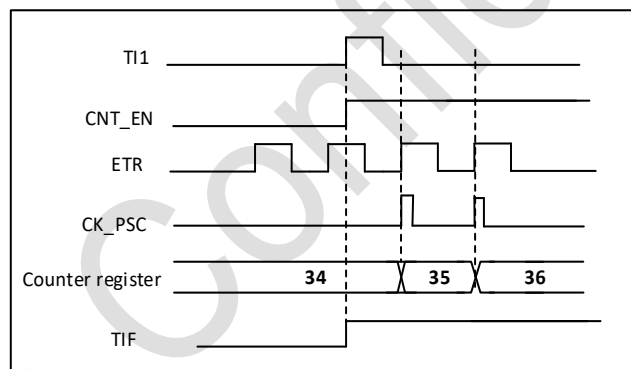 TI1
CNT_EN
ETR
CK_PSC
Counter register 34 35 36
TIF